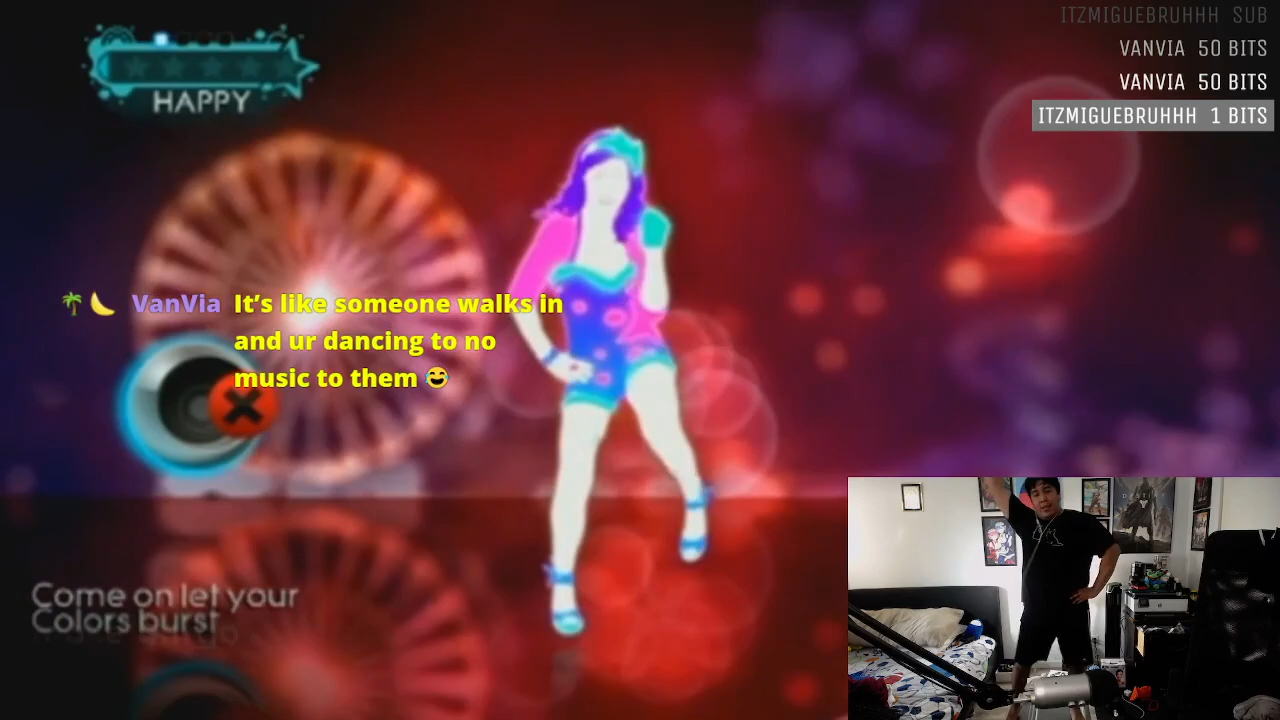 ITZMIGUEBRUHHH SUB
VANVIA 50 BITS
VANVIA 50 BITS
ITZMIGUEBRUHHH 1 BITS
HAPPY
VanVia It’s like someone walks in
and ur dancing to no
music to them 😂
Come on let your
Colors burst
DESTINY